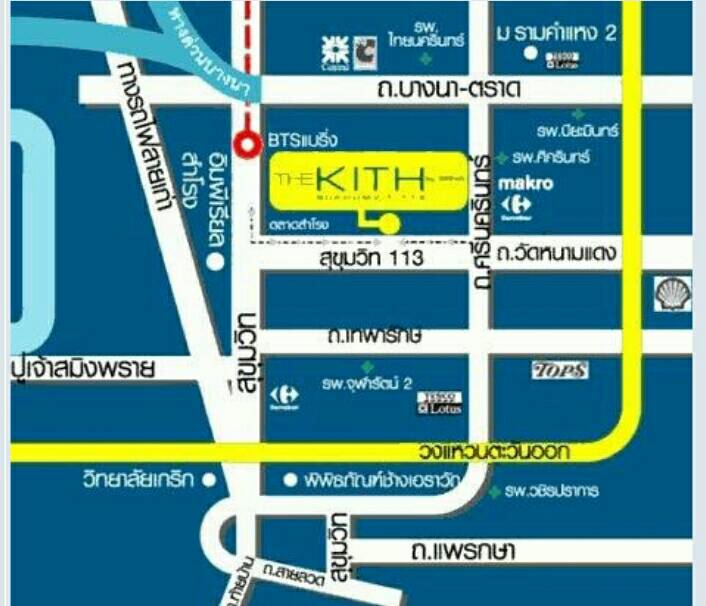 ทางด่วนบางนา
รพ.
ไทยนครินทร์
ม รามคำแหง 2
Central
C
Lotus
ทางรถไฟสายเก่า
ถ.บางนา-ตราด
รพ.ปิยะมินทร์
BTSแบริ่ง
รพ.ศิครินทร์
THE KITH
SUKHUMVIT 113
makro
Carrefour
อิมพีเรียล
สำโรง
ตลาดสำโรง
ถ.ศรีนครินทร์
สุขุมวิท 113
ถ.วัดหนามแดง
สุขุมวิท
ถ.เทพารักษ์
ปู่เจ้าสมิงพราย
TOPS
รพ.จุฬารัตน์ 2
Carrefour
TESCO
Lotus
วงแหวนตะวันออก
วิทยาลัยเกริก
พิพิธภัณฑ์ช้างเอราวัณ
รพ.วชิรปราการ
สุขุมวิท
ถ.แพรกษา
ถ.สายลวด
ถ.ท้ายบ้าน